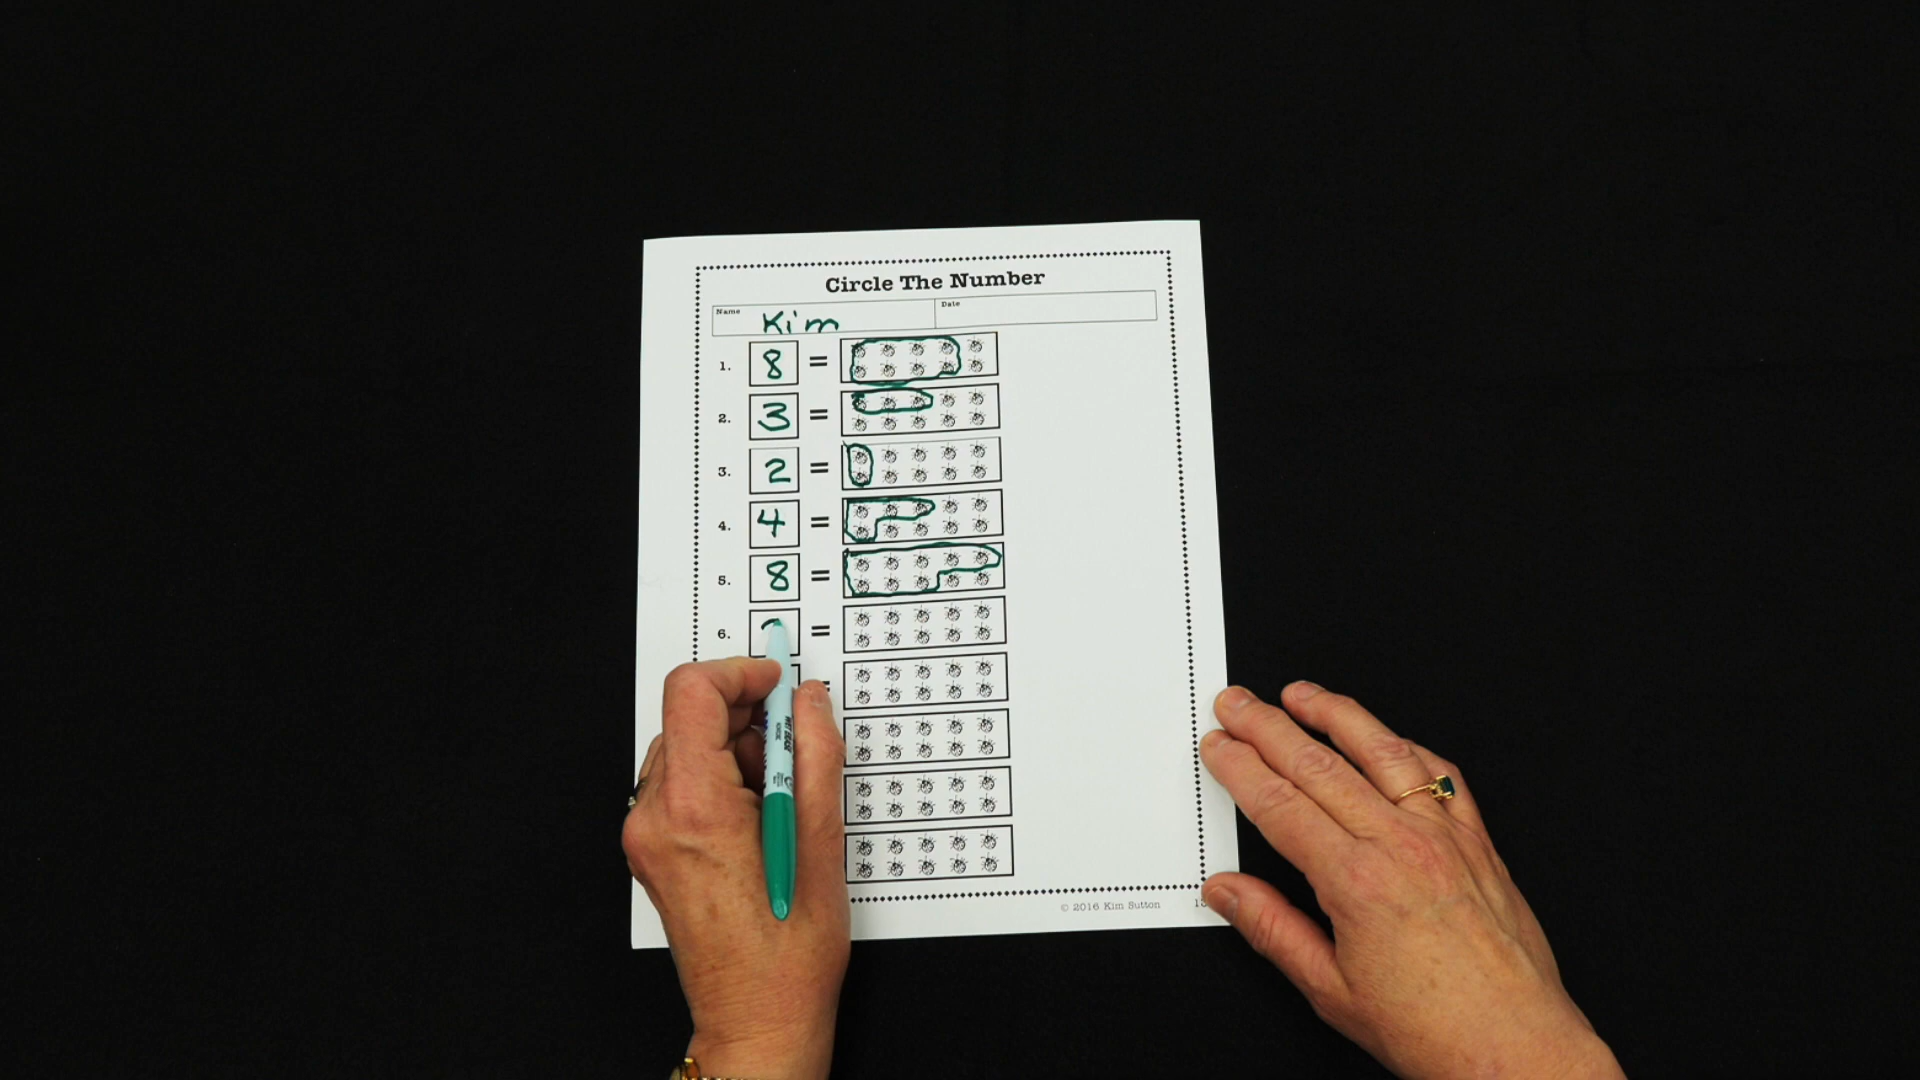 Circle The Number
Name Kim Date
1. 8 =
2. 3 =
3. 2 =
4. 4 =
5. 8 =
6. =
© 2016 Kim Sutton